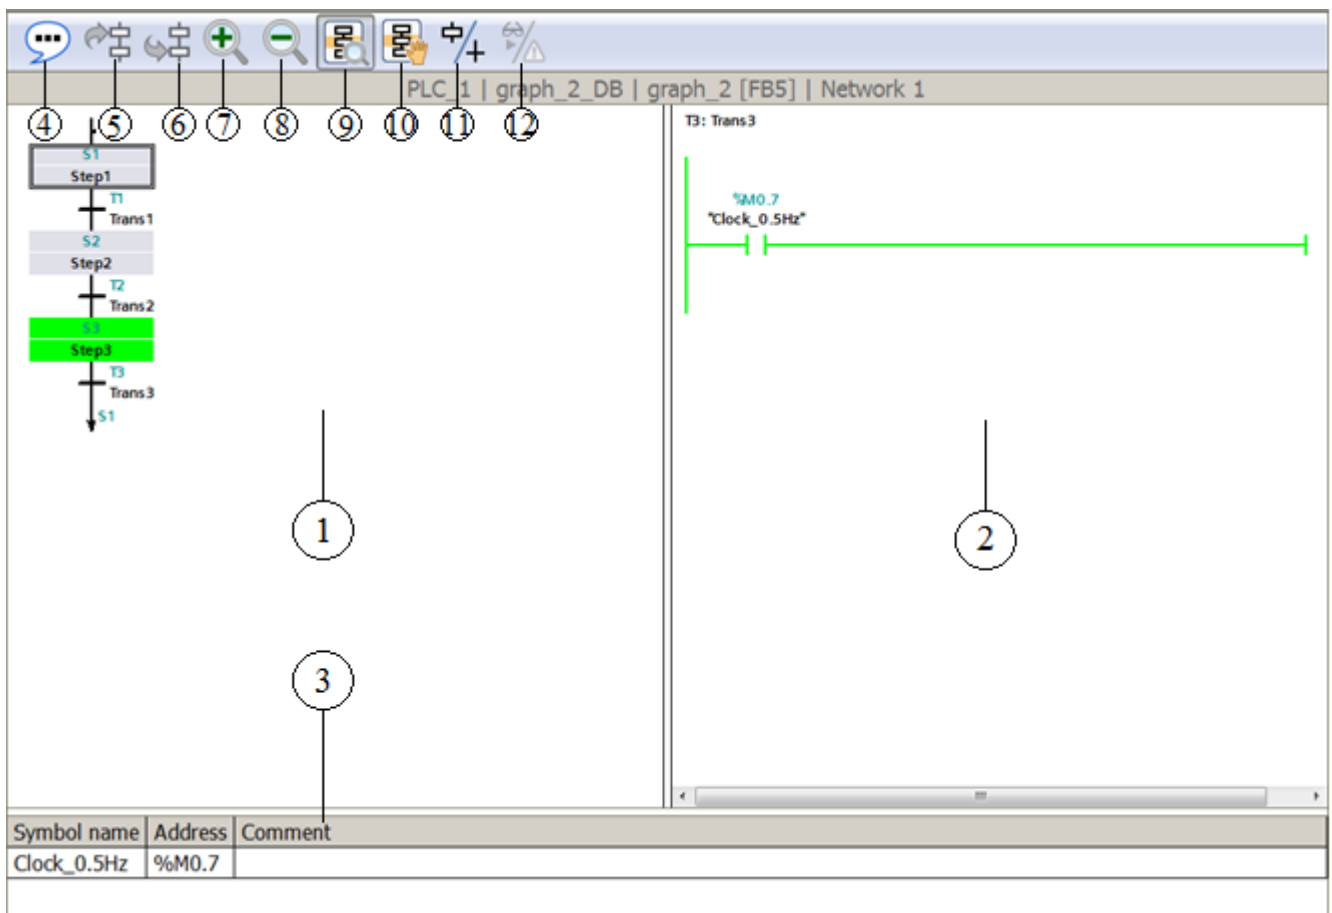 PLC_1 | graph_2_DB | graph_2 [FB5] | Network 1
4 5 6 7 8 9 10 11 12
T3: Trans3
S1
Step1
T1
Trans1
S2
Step2
T2
Trans2
S3
Step3
T3
Trans3
S1
%M0.7
"Clock_0.5Hz"
1
2
3
Symbol name Address Comment
Clock_0.5Hz %M0.7